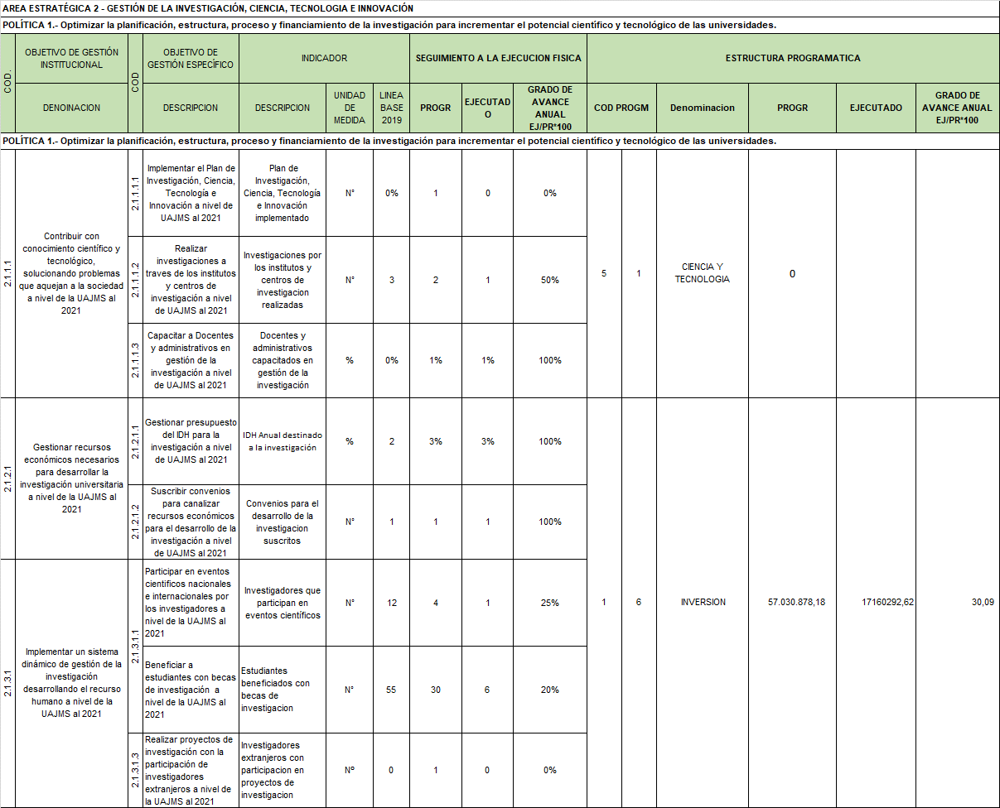 AREA ESTRATÉGICA 2 - GESTIÓN DE LA INVESTIGACIÓN, CIENCIA, TECNOLOGIA E INNOVACIÓN
POLÍTICA 1.- Optimizar la planificación, estructura, proceso y financiamiento de la investigación para incrementar el potencial científico y tecnológico de las universidades.
COD.
OBJETIVO DE GESTIÓN
INSTITUCIONAL
COD
OBJETIVO DE
GESTIÓN ESPECÍFICO
INDICADOR
SEGUIMIENTO A LA EJECUCION FISICA
ESTRUCTURA PROGRAMATICA
DENOINACION
DESCRIPCION
DESCRIPCION
UNIDAD
DE
MEDIDA
LINEA
BASE
2019
PROGR
EJECUTAD
O
GRADO DE
AVANCE
ANUAL
EJ/PR*100
COD PROGM
Denominacion
PROGR
EJECUTADO
GRADO DE
AVANCE ANUAL
EJ/PR*100
POLÍTICA 1.- Optimizar la planificación, estructura, proceso y financiamiento de la investigación para incrementar el potencial científico y tecnológico de las universidades.
2.1.1.1
Contribuir con
conocimiento científico y
tecnológico,
solucionando problemas
que aquejan a la sociedad
a nivel de la UAJMS al
2021
2.1.1.1.1
Implementar el Plan de
Investigación, Ciencia,
Tecnología e
Innovación a nivel de
UAJMS al 2021
Plan de
Investigación,
Ciencia, Tecnología
e Innovación
implementado
N°
0%
1
0
0%
2.1.1.1.2
Realizar
investigaciones a
traves de los institutos
y centros de
investigación a nivel
de UAJMS al 2021
Investigaciones por
los institutos y
centros de
investigacion
realizadas
N°
3
2
1
50%
2.1.1.1.3
Capacitar a Docentes
y administrativos en
gestión de la
investigación a nivel
de UAJMS al 2021
Docentes y
administrativos
capacitados en
gestión de la
investigación
%
0%
1%
1%
100%
5
1
CIENCIA Y
TECNOLOGIA
0
2.1.2.1
Gestionar recursos
económicos necesarios
para desarrollar la
investigación universitaria
a nivel de la UAJMS al
2021
2.1.2.1.1
Gestionar presupuesto
del IDH para la
investigación a nivel
de UAJMS al 2021
IDH Anual destinado
a la investigación
%
2
3%
3%
100%
2.1.2.1.2
Suscribir convenios
para canalizar
recursos económicos
para el desarrollo de la
investigación a nivel
de UAJMS al 2021
Convenios para el
desarrollo de la
investigacion
suscritos
N°
1
1
1
100%
2.1.3.1
Implementar un sistema
dinámico de gestión de la
investigación
desarrollando el recurso
humano a nivel de la
UAJMS al 2021
2.1.3.1.1
Participar en eventos
cientificos nacionales
e internacionales por
los investigadores a
nivel de la UAJMS al
2021
Investigadores que
participan en
eventos científicos
N°
12
4
1
25%
Beneficiar a
estudiantes con becas
de investigación a
nivel de la UAJMS al
2021
Estudiantes
beneficiados con
becas de
investigacion
N°
55
30
6
20%
2.1.3.1.3
Realizar proyectos de
investigación con la
participación de
investigadores
extranjeros a nivel de
la UAJMS al 2021
Investigadores
extranjeros con
participacion en
proyectos de
investigacion
Nº
0
1
0
0%
1
6
INVERSION
57.030.878,18
17160292,62
30,09